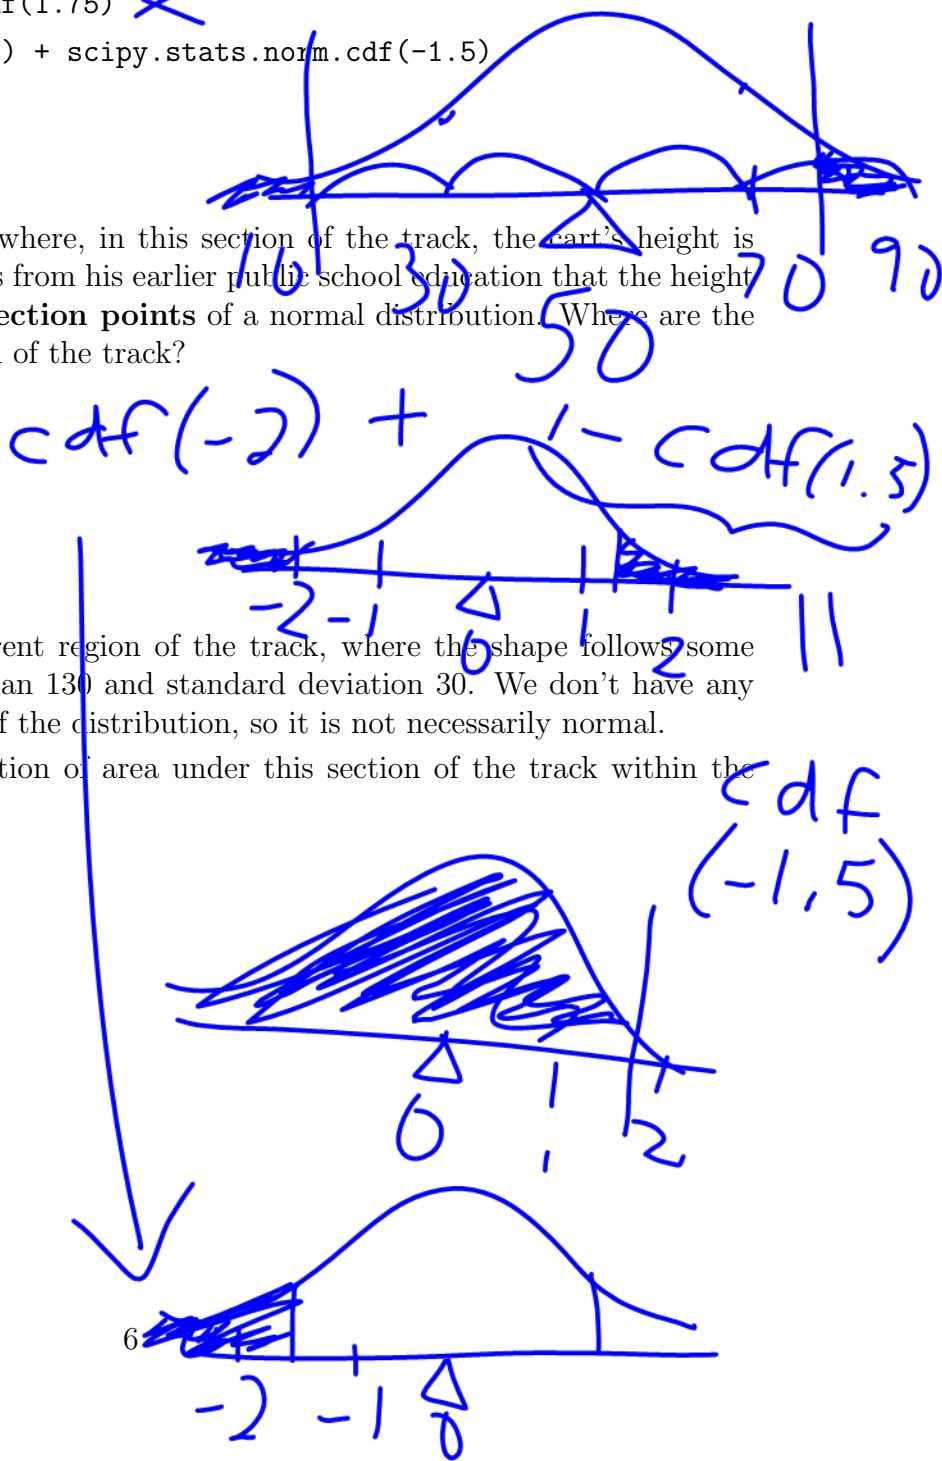 f(1.75)
) + scipy.stats.norm.cdf(-1.5)
where, in this section of the track, the cart's height is
s from his earlier public school education that the height
ection points of a normal distribution. Where are the
of the track?
10 30 50 70 90
cdf(-2) + 1 - cdf(1.5)
-2 -1 0 1 2
rent region of the track, where the shape follows some
an 130 and standard deviation 30. We don't have any
f the distribution, so it is not necessarily normal.
tion of area under this section of the track within the
cdf
(-1.5)
0 1 2
6
-2 -1 0